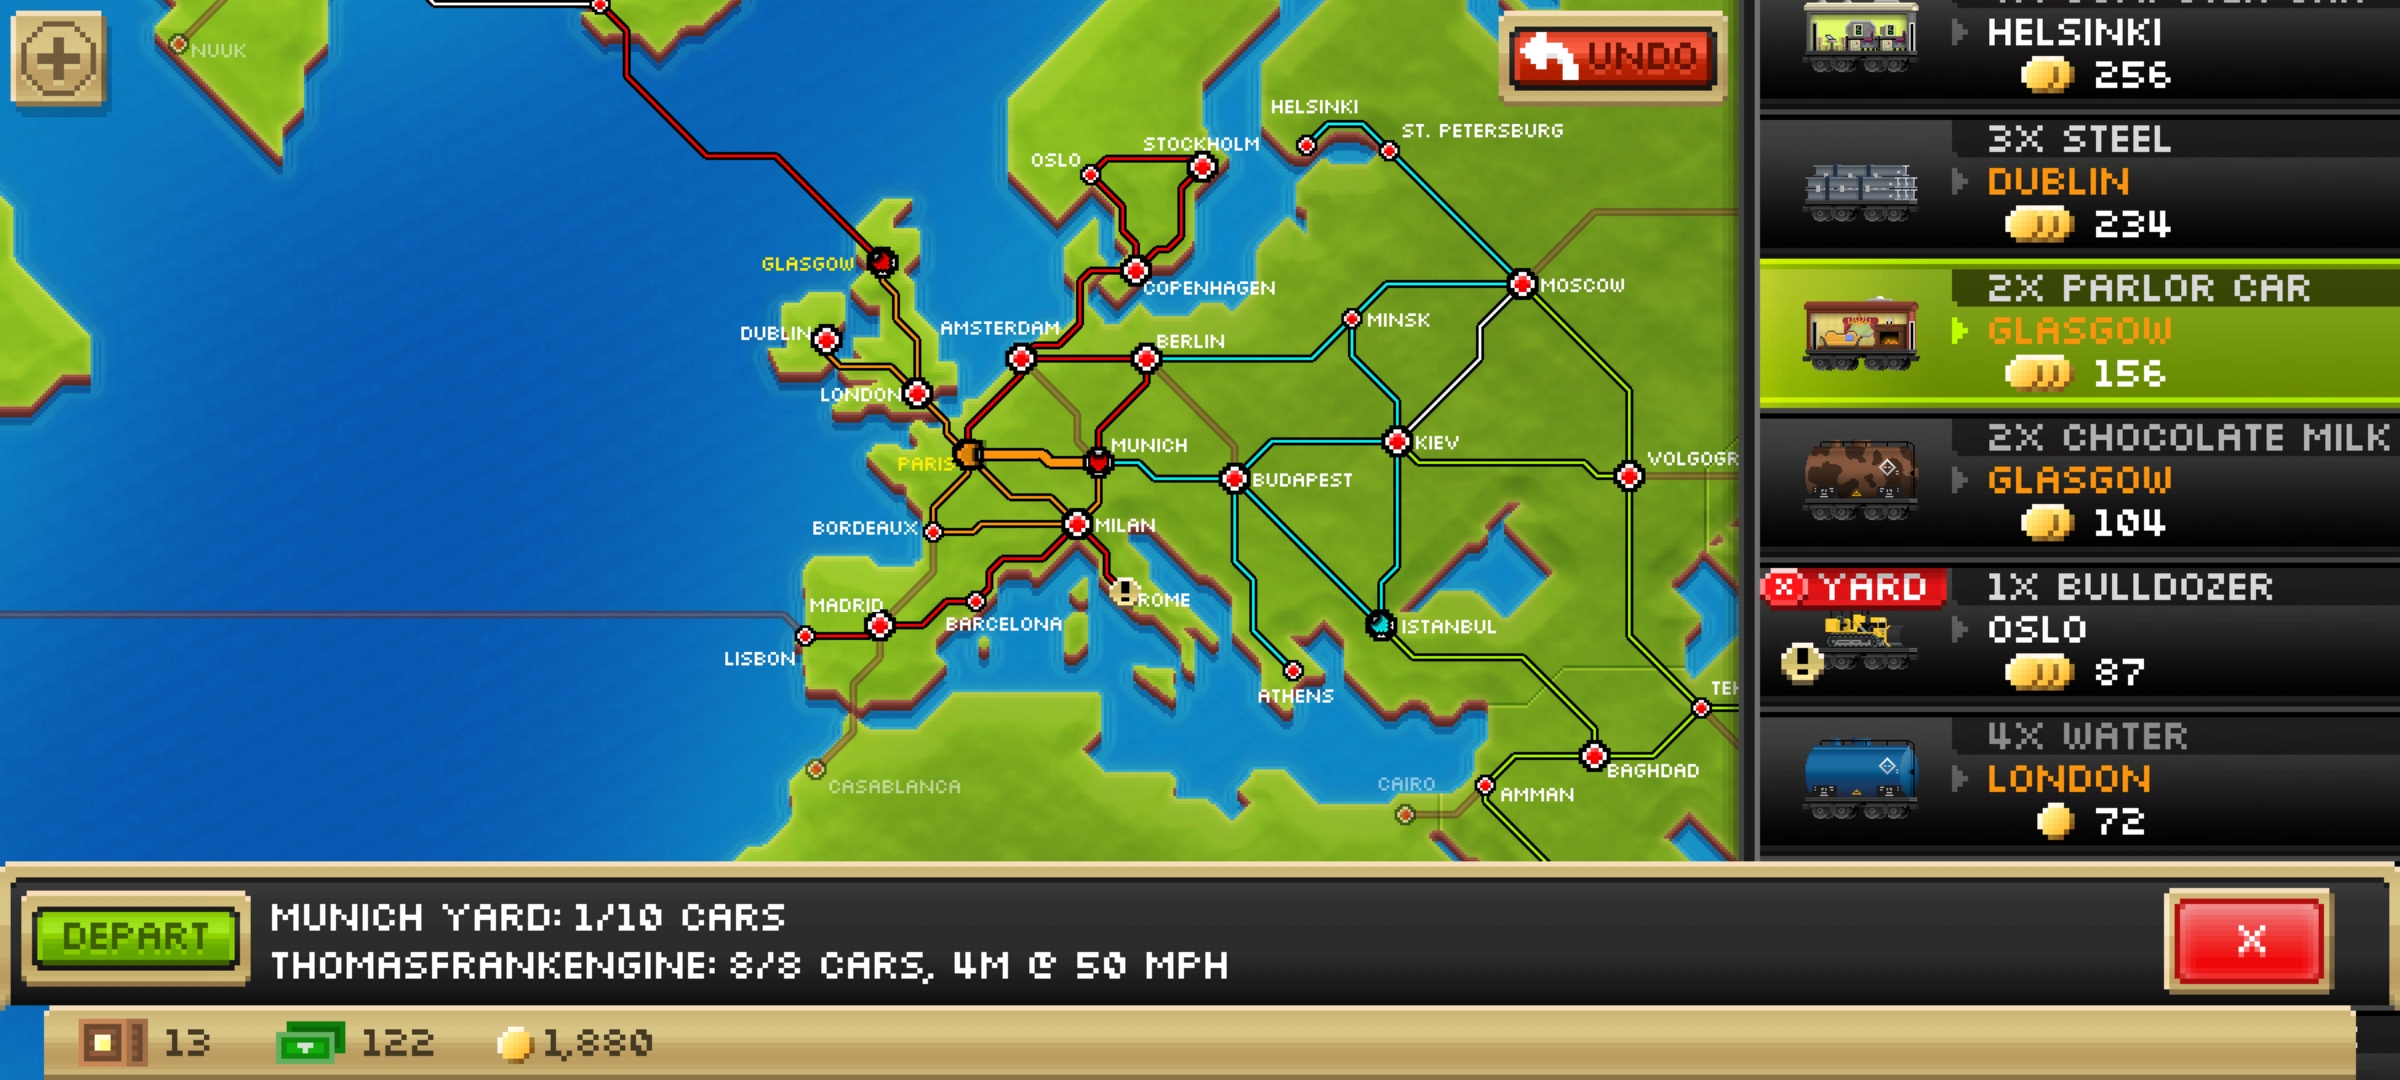 NUUK
UNDO
HELSINKI
ST. PETERSBURG
STOCKHOLM
OSLO
GLASGOW
COPENHAGEN
MOSCOW
DUBLIN
AMSTERDAM
BERLIN
MINSK
LONDON
PARIS
MUNICH
KIEV
VOLGOGR
BUDAPEST
BORDEAUX
MILAN
MADRID
BARCELONA
ROME
ISTANBUL
LISBON
ATHENS
TEH
CASABLANCA
CAIRO
AMMAN
BAGHDAD
HELSINKI
256
3X STEEL
DUBLIN
234
2X PARLOR CAR
GLASGOW
156
2X CHOCOLATE MILK
GLASGOW
104
X YARD
1X BULLDOZER
OSLO
87
4X WATER
LONDON
72
DEPART
MUNICH YARD: 1/10 CARS
THOMASFRANKENGINE: 8/8 CARS, 4M @ 50 MPH
X
13
122
1,880